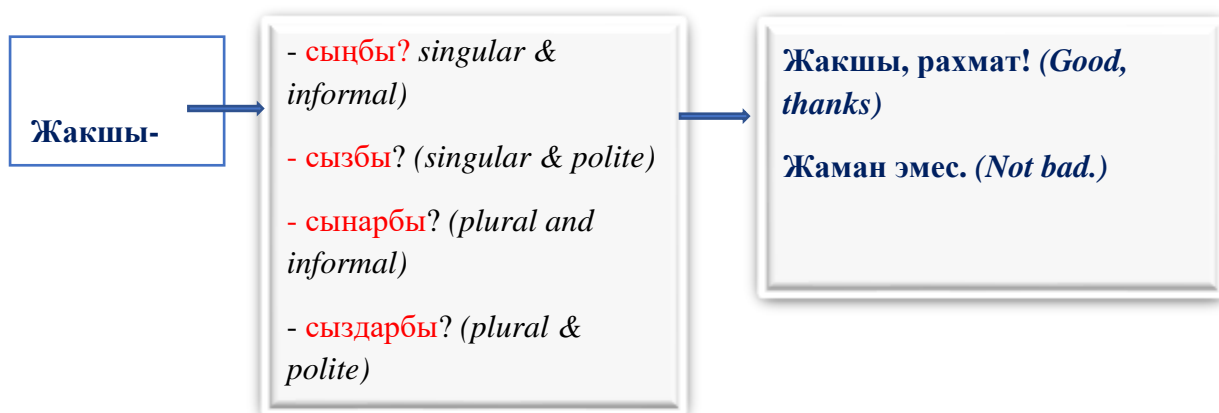 Жакшы-
- сыңбы? singular &
informal)
- сызбы? (singular & polite)
- сынарбы? (plural and
informal)
- сыздарбы? (plural &
polite)
Жакшы, рахмат! (Good,
thanks)
Жаман эмес. (Not bad.)